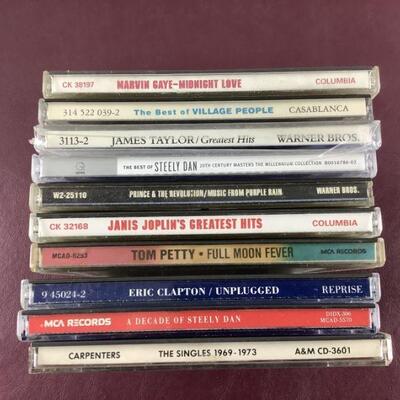 CK 38197 MARVIN GAYE-MIDNIGHT LOVE COLUMBIA
314 522 039-2 The Best of VILLAGE PEOPLE CASABLANCA
3113-2 JAMES TAYLOR/Greatest Hits WARNER BROS.
THE BEST OF STEELY DAN 20TH CENTURY MASTERS THE MILLENNIUM COLLECTION
W2-25110 PRINCE & THE REVOLUTION/MUSIC FROM PURPLE RAIN WARNER BROS.
CK 32168 JANIS JOPLIN'S GREATEST HITS COLUMBIA
MCAD-6253 TOM PETTY • FULL MOON FEVER MCA RECORDS
9 45024-2 ERIC CLAPTON/UNPLUGGED REPRISE
MCA RECORDS A DECADE OF STEELY DAN DIDX-306
MCAD-5570
CARPENTERS THE SINGLES 1969-1973 A&M CD-3601